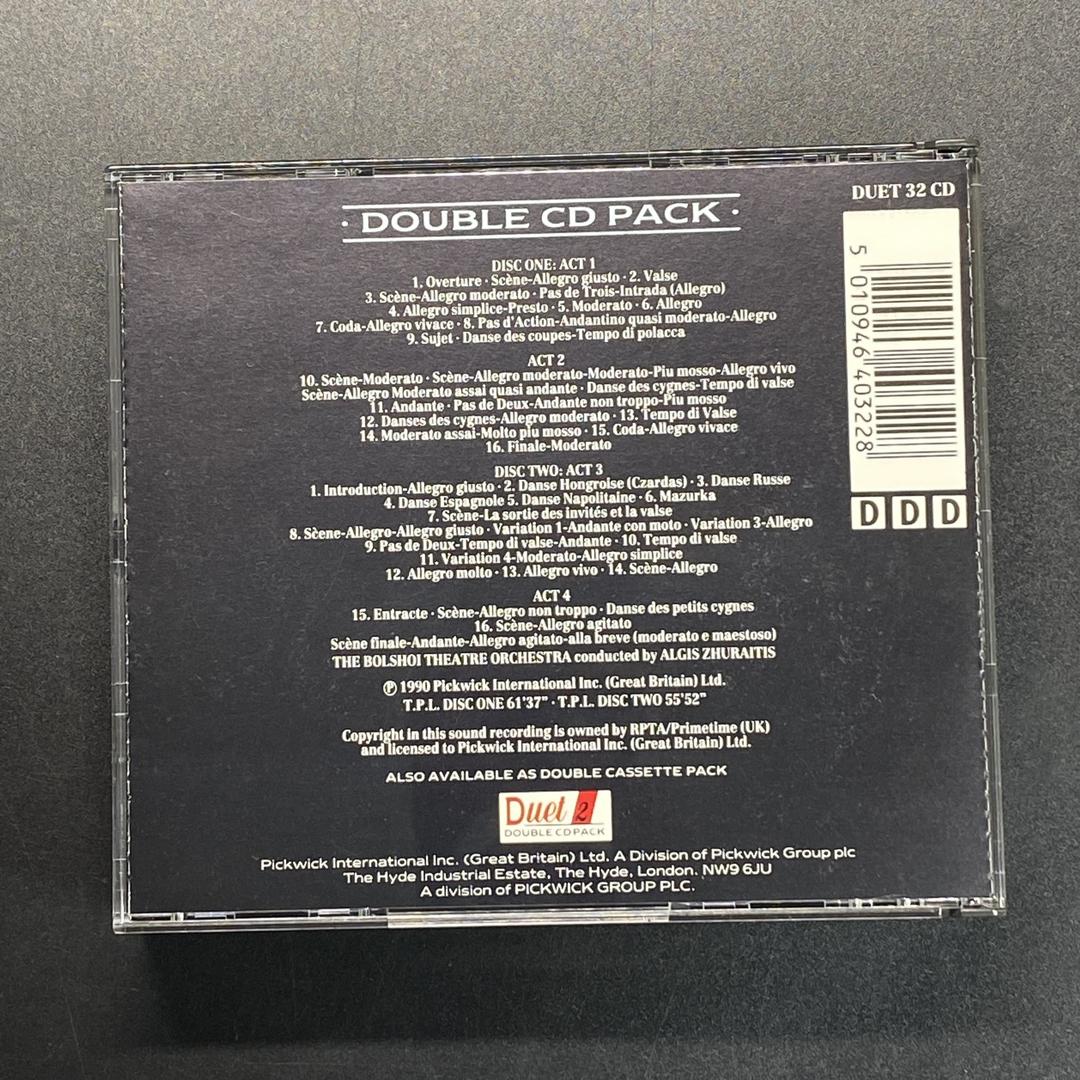 DUET 32 CD
· DOUBLE CD PACK ·
DISC ONE: ACT 1
1. Overture · Scène-Allegro giusto · 2. Valse
3. Scène-Allegro moderato · Pas de Trois-Intrada (Allegro)
4. Allegro simplice-Presto · 5. Moderato · 6. Allegro
7. Coda-Allegro vivace · 8. Pas d'Action-Andantino quasi moderato-Allegro
9. Sujet · Danse des coupes-Tempo di polacca
ACT 2
10. Scène-Moderato · Scène-Allegro moderato-Moderato-Piu mosso-Allegro vivo
Scène-Allegro Moderato assai quasi andante · Danse des cygnes-Tempo di valse
11. Andante · Pas de Deux-Andante non troppo-Piu mosso
12. Danses des cygnes-Allegro moderato · 13. Tempo di Valse
14. Moderato assai-Molto piu mosso · 15. Coda-Allegro vivace
16. Finale-Moderato
DISC TWO: ACT 3
1. Introduction-Allegro giusto · 2. Danse Hongroise (Czardas) · 3. Danse Russe
4. Danse Espagnole 5. Danse Napolitaine · 6. Mazurka
7. Scène-La sortie des invités et la valse
8. Scene-Allegro-Allegro giusto · Variation 1-Andante con moto · Variation 3-Allegro
9. Pas de Deux-Tempo di valse-Andante · 10. Tempo di valse
11. Variation 4-Moderato-Allegro simplice
12. Allegro molto · 13. Allegro vivo · 14. Scène-Allegro
ACT 4
15. Entracte · Scène-Allegro non troppo · Danse des petits cygnes
16. Scène-Allegro agitato
Scène finale-Andante-Allegro agitato-alla breve (moderato e maestoso)
THE BOLSHOI THEATRE ORCHESTRA conducted by ALGIS ZHURAITIS
℗ 1990 Pickwick International Inc. (Great Britain) Ltd.
T.P.L. DISC ONE 61'37" · T.P.L. DISC TWO 55'52"
Copyright in this sound recording is owned by RPTA/Primetime (UK)
and licensed to Pickwick International Inc. (Great Britain) Ltd.
ALSO AVAILABLE AS DOUBLE CASSETTE PACK
Duet 2
DOUBLE CD PACK
Pickwick International Inc. (Great Britain) Ltd. A Division of Pickwick Group plc
The Hyde Industrial Estate, The Hyde, London. NW9 6JU
A division of PICKWICK GROUP PLC.
5 010946 403228
D D D